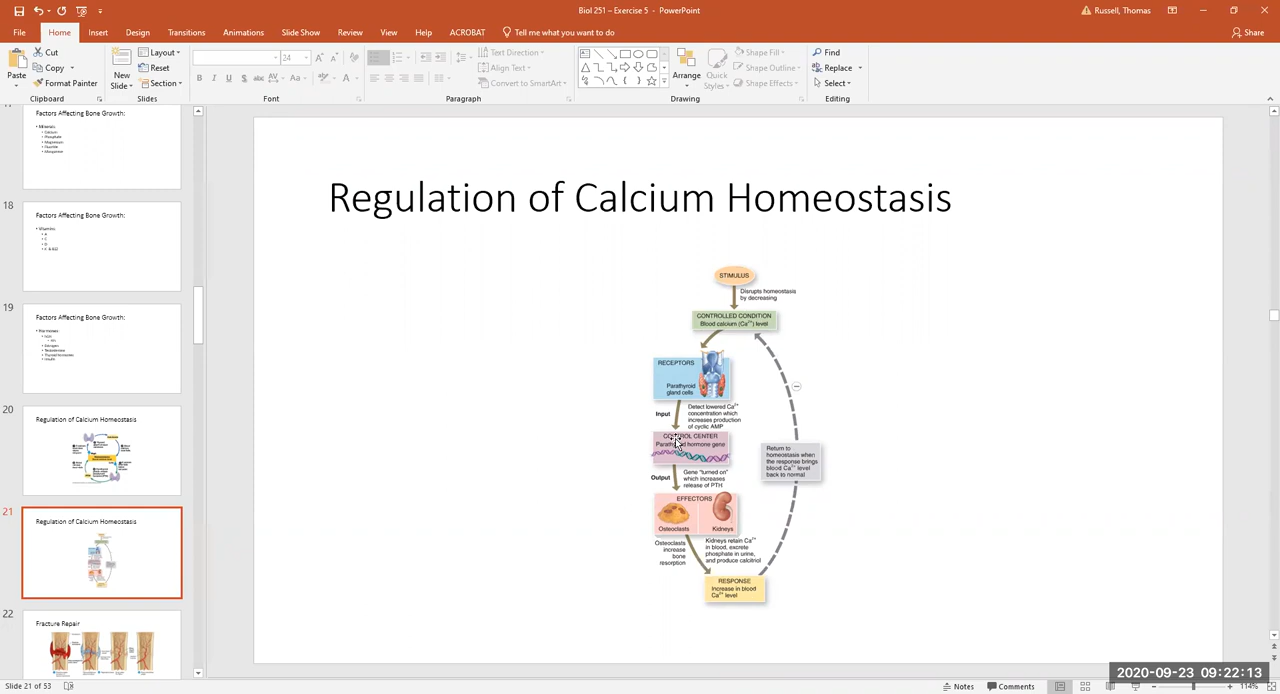 Biol 251 – Exercise 5 - PowerPoint
Russell, Thomas
File Home Insert Design Transitions Animations Slide Show Review View Help ACROBAT Tell me what you want to do Share
Paste
Cut
Copy
Format Painter
Clipboard
New
Slide
Layout
Reset
Section
Slides
24
Font
Text Direction
Align Text
Convert to SmartArt
Paragraph
Arrange
Quick
Styles
Shape Fill
Shape Outline
Shape Effects
Drawing
Find
Replace
Select
Editing
Factors Affecting Bone Growth:
Minerals:
Calcium
Phosphate
Magnesium
Fluoride
Manganese
18
Factors Affecting Bone Growth:
Vitamins:
A
C
D
19
Factors Affecting Bone Growth:
Hormones:
Estrogen
Testosterone
Thyroid hormones
Insulin
20
Regulation of Calcium Homeostasis
21
Regulation of Calcium Homeostasis
22
Fracture Repair
Regulation of Calcium Homeostasis
STIMULUS
Disrupts homeostasis
by decreasing
CONTROLLED CONDITION
Blood calcium (Ca2+) level
RECEPTORS
Parathyroid
gland cells
Input
Detect lowered Ca2+
concentration which
increases production
of cyclic AMP
CONTROL CENTER
Parathyroid hormone gene
Output
Gene "turned on"
which increases
release of PTH
EFFECTORS
Osteoclasts Kidneys
Osteoclasts
increase
bone
resorption
Kidneys retain Ca2+
in blood, excrete
phosphate in urine,
and produce calcitriol
RESPONSE
Increase in blood
Ca2+ level
Return to
homeostasis when
the response brings
blood Ca2+ level
back to normal
2020-09-23 09:22:13
Slide 21 of 53
Notes Comments 114%